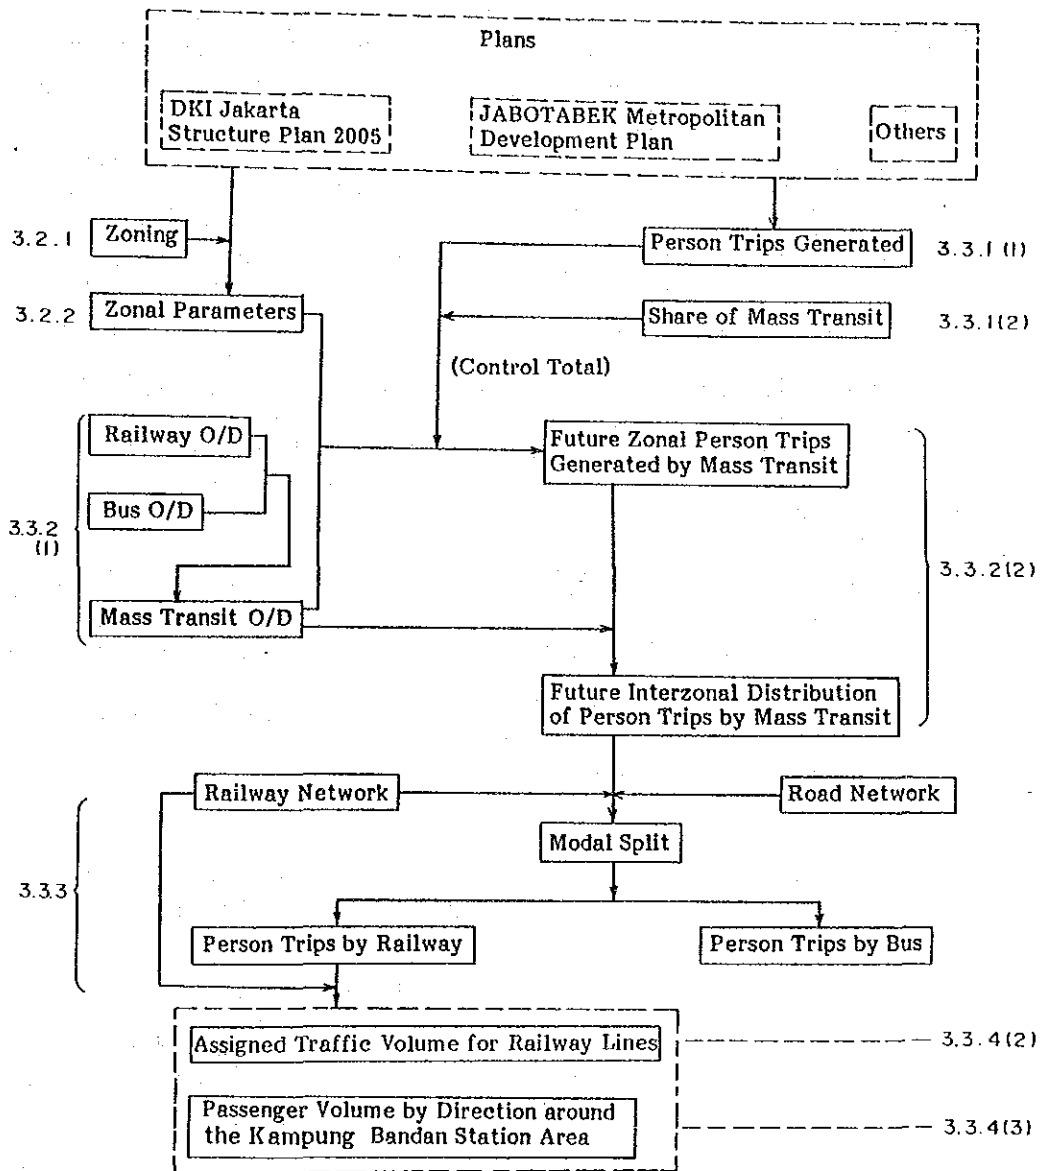 Plans
DKI Jakarta
Structure Plan 2005
JABOTABEK Metropolitan
Development Plan
Others
3.2.1
Zoning
Person Trips Generated
3.3.1(1)
3.2.2
Zonal Parameters
Share of Mass Transit
3.3.1(2)
(Control Total)
Railway O/D
Future Zonal Person Trips
Generated by Mass Transit
Bus O/D
3.3.2
(1)
3.3.2(2)
Mass Transit O/D
Future Interzonal Distribution
of Person Trips by Mass Transit
Railway Network
Road Network
Modal Split
3.3.3
Person Trips by Railway
Person Trips by Bus
Assigned Traffic Volume for Railway Lines
3.3.4(2)
Passenger Volume by Direction around
the Kampung Bandan Station Area
3.3.4(3)